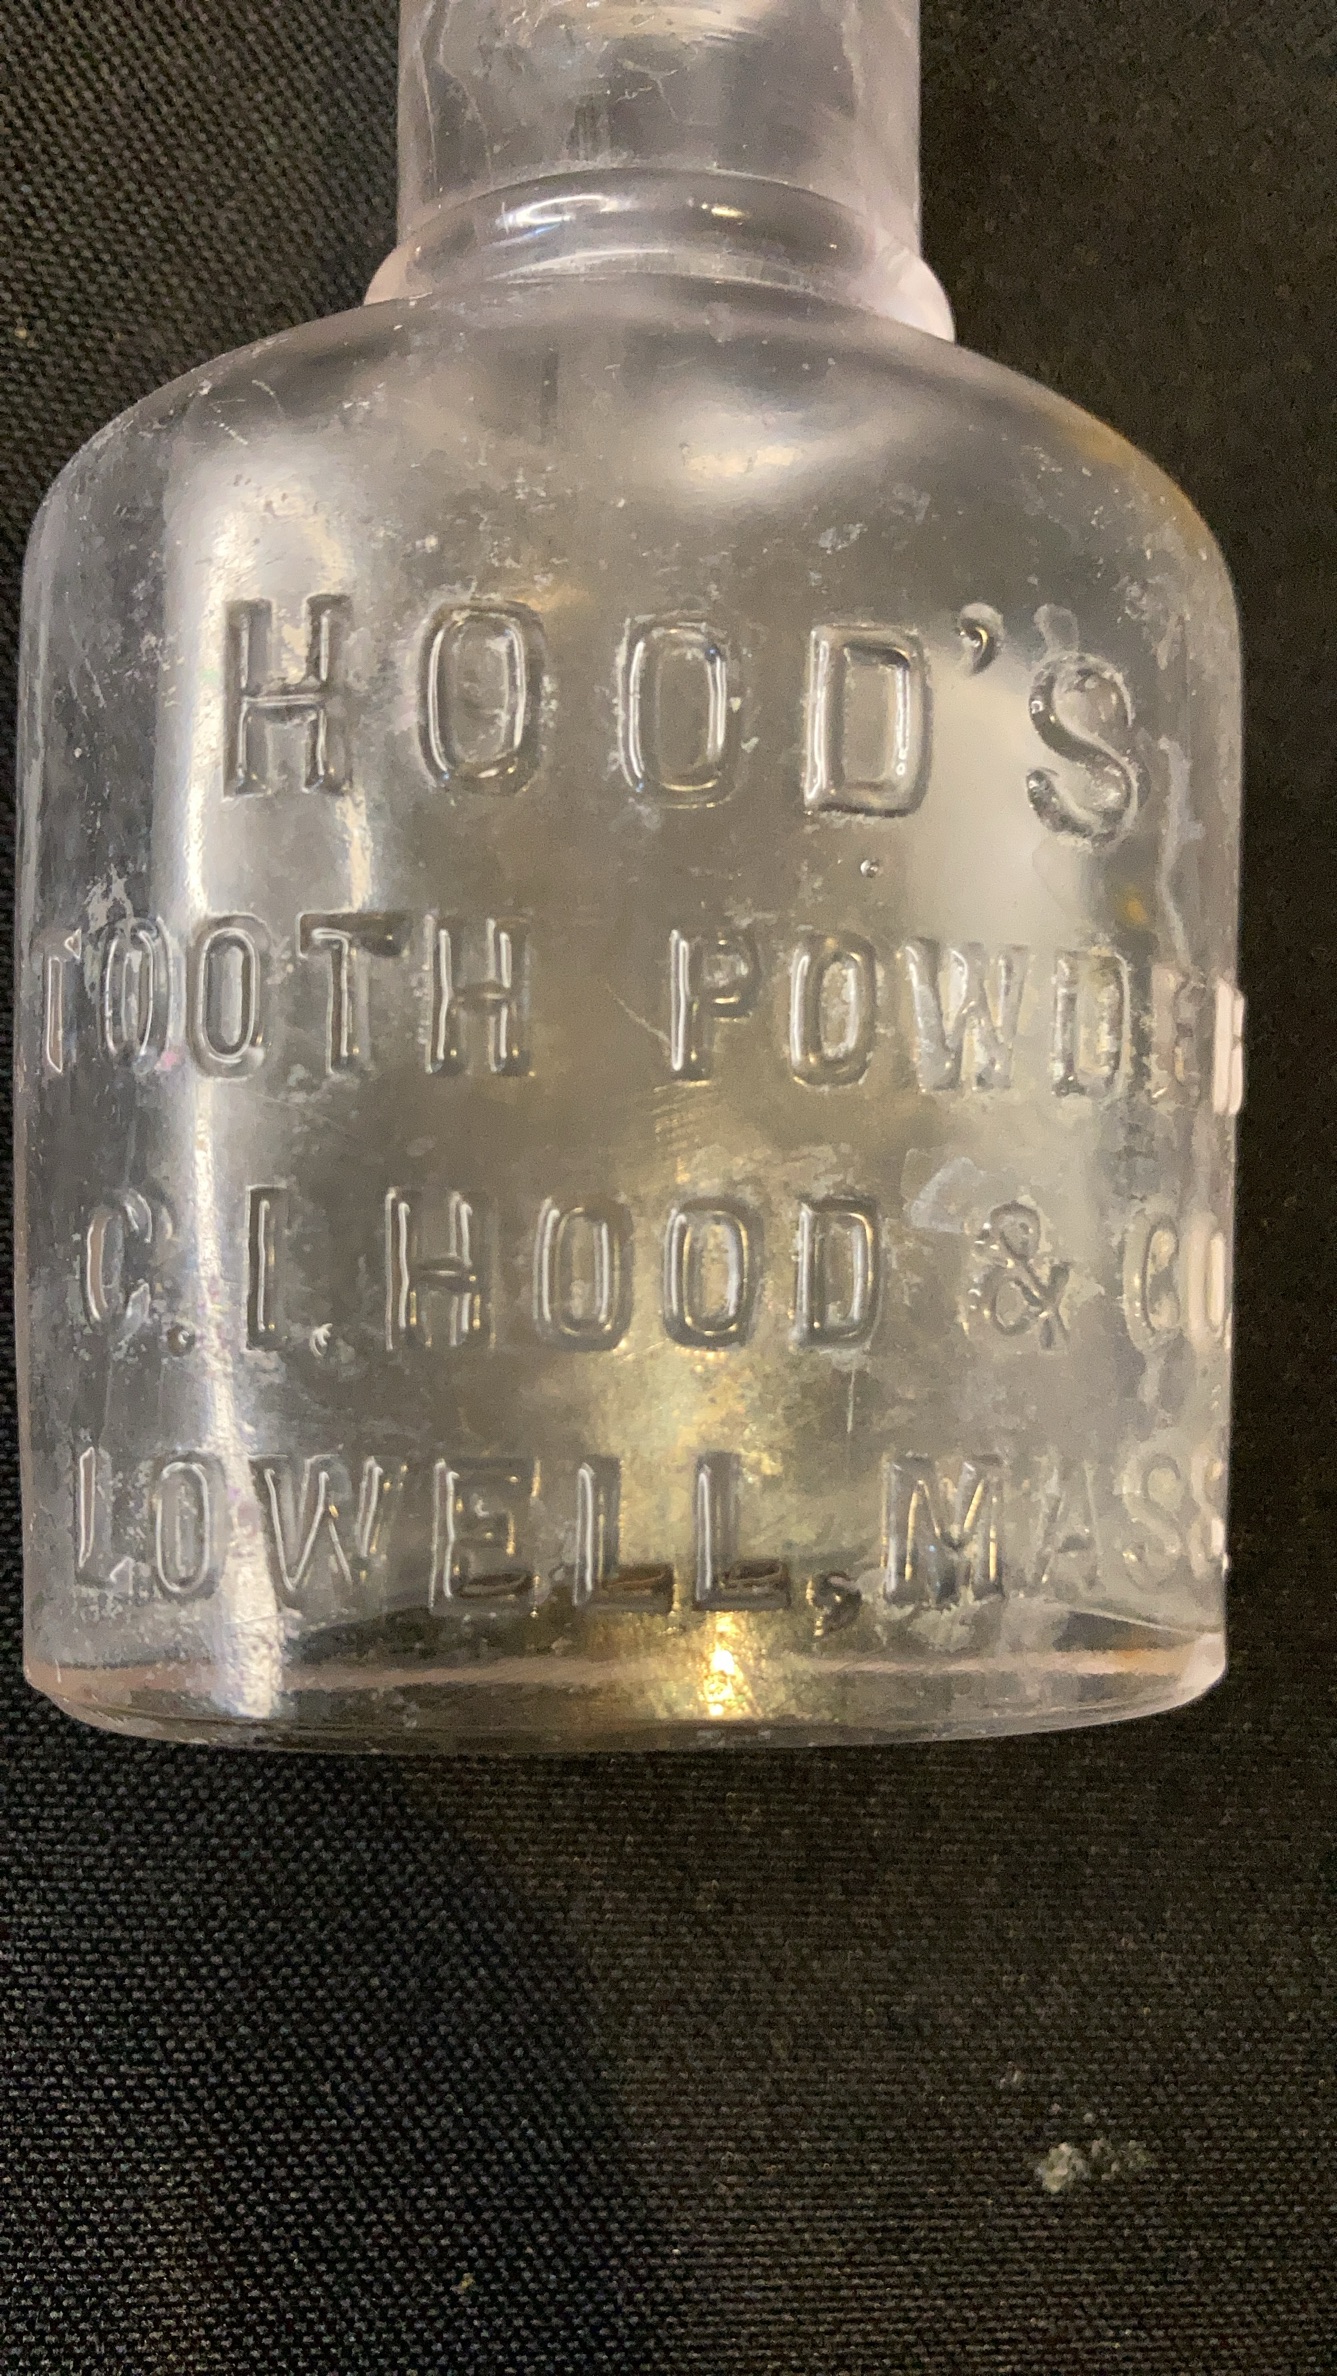 HOOD'S
TOOTH POWDER
C.I.HOOD & CO
LOWELL, MASS